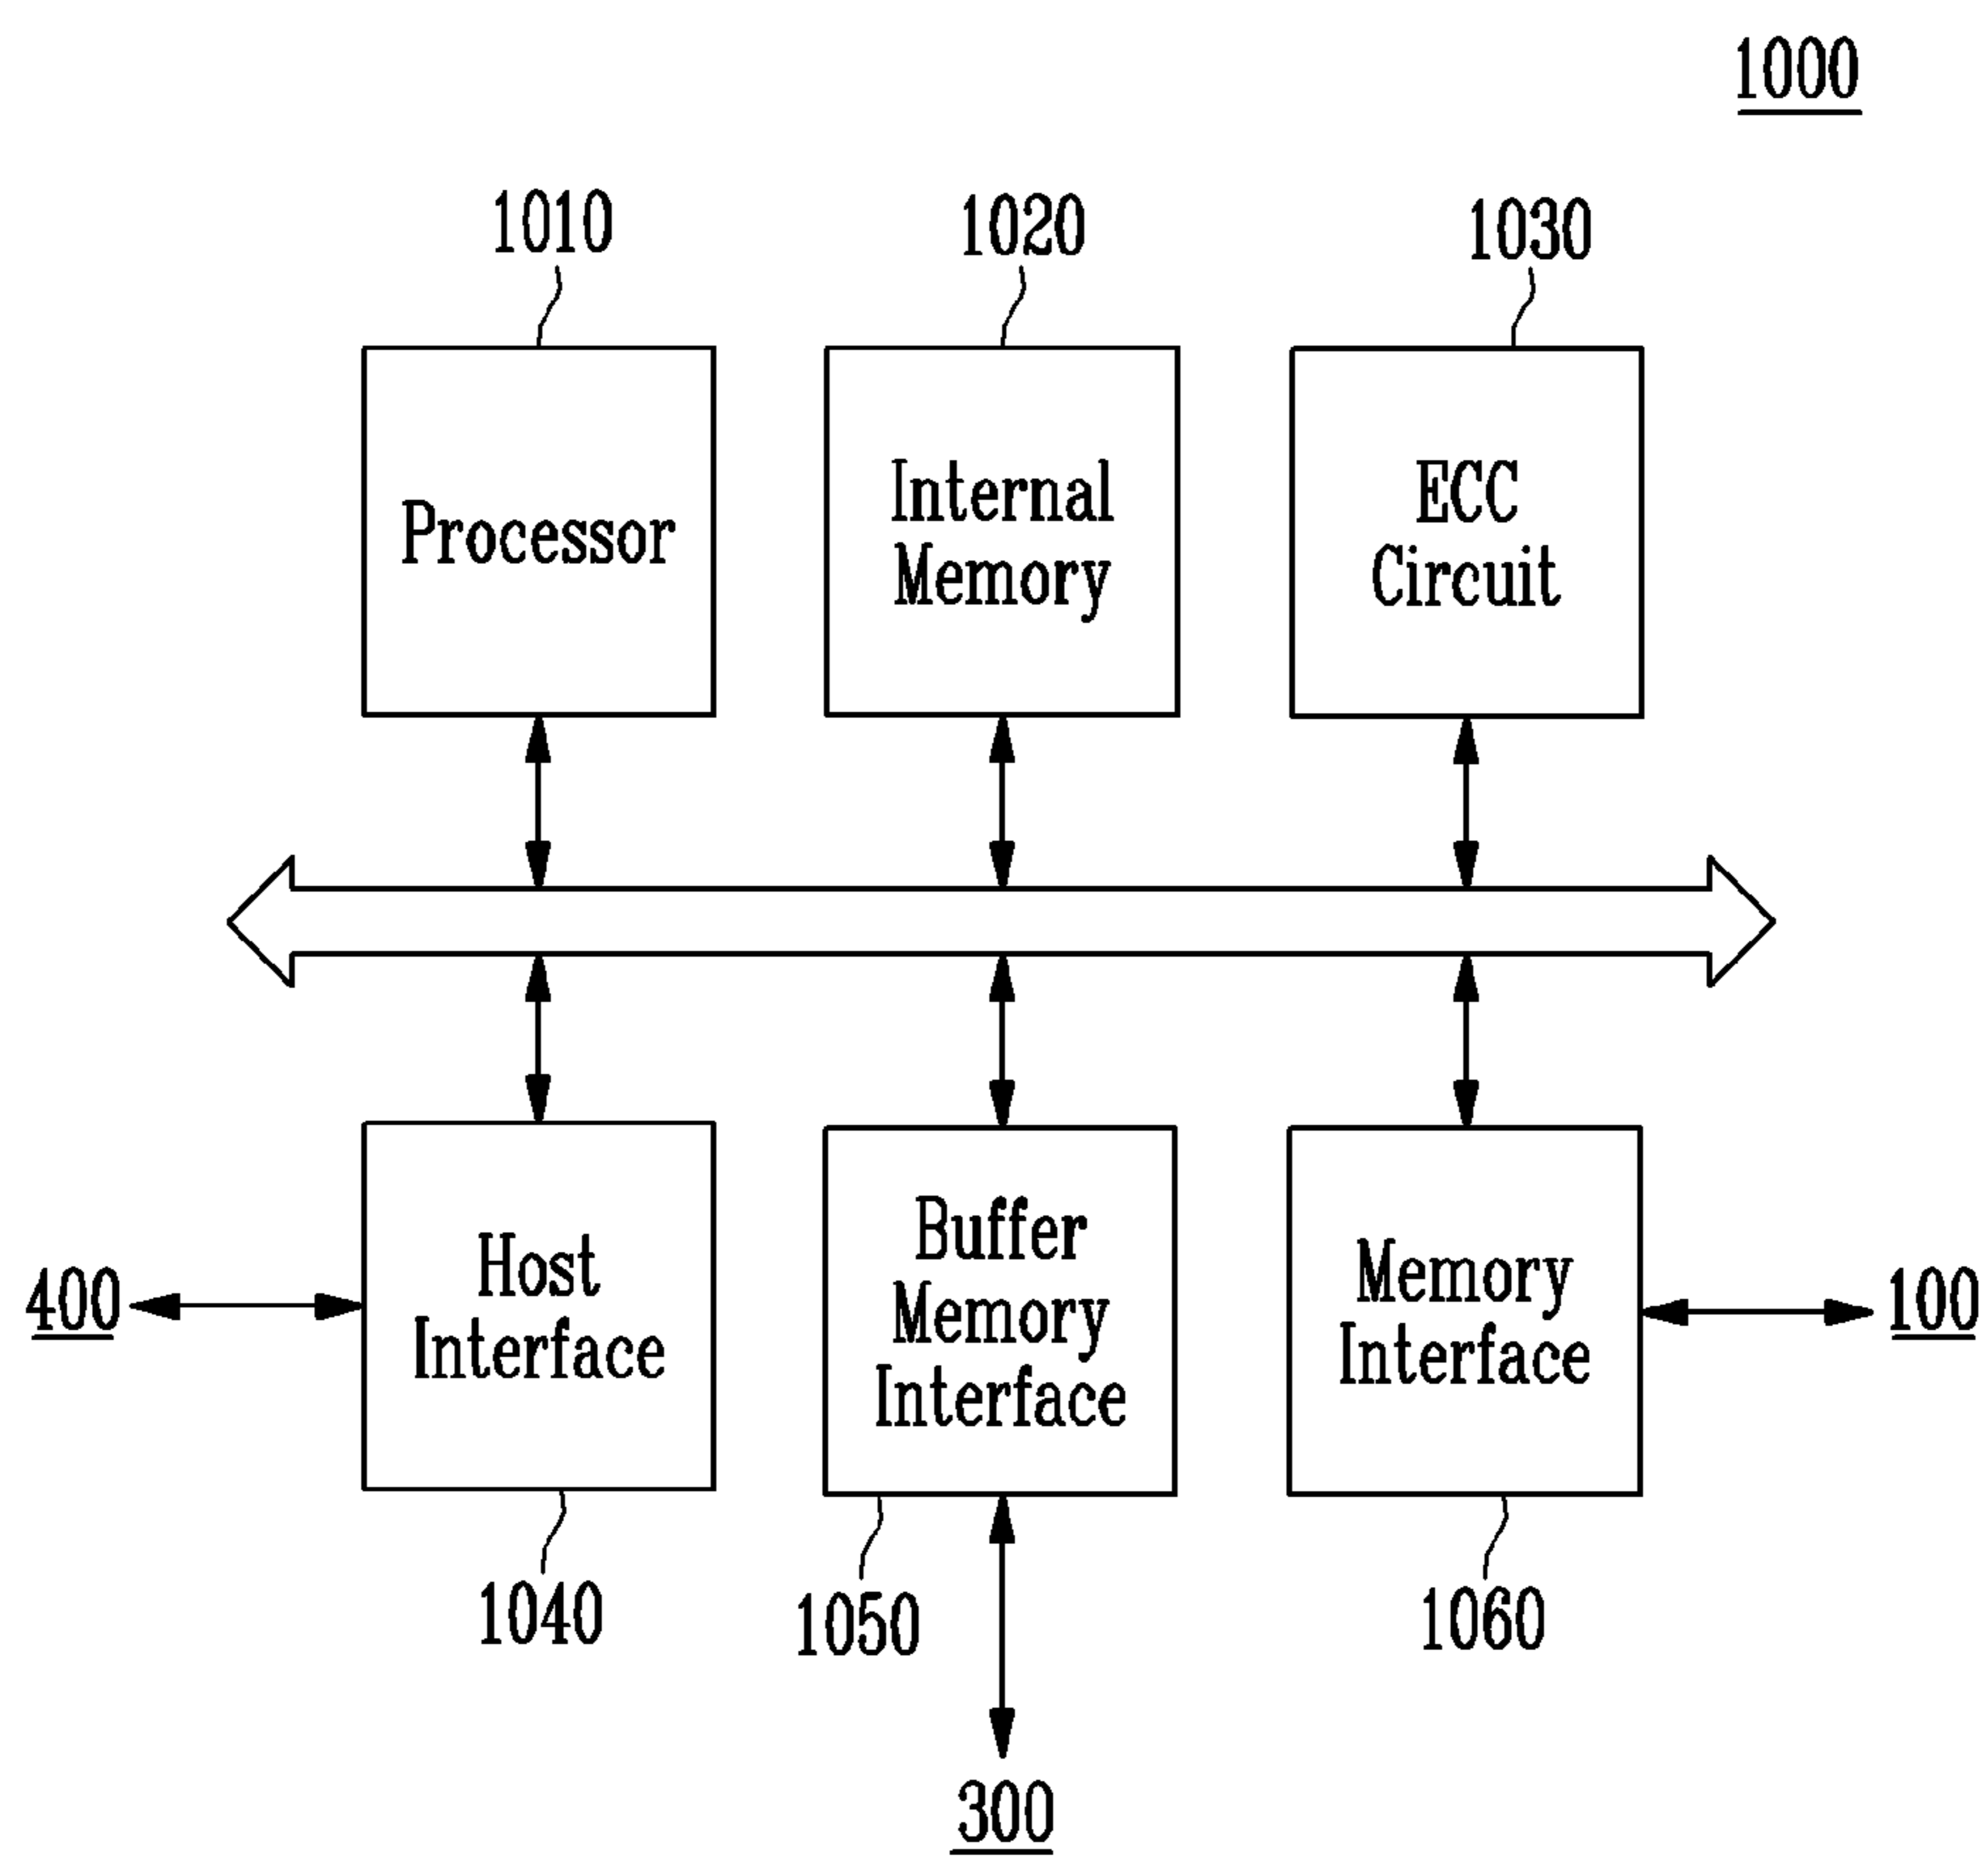 1000
1010
1020
1030
Processor
Internal
Memory
ECC
Circuit
Host
Interface
Buffer
Memory
Interface
Memory
Interface
400
100
1040
1050
1060
300